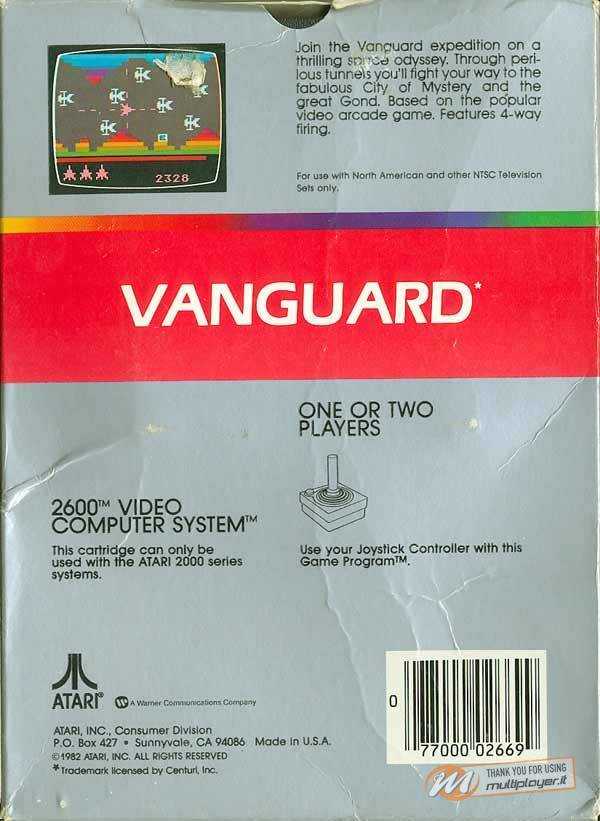 Join the Vanguard expedition on a
thrilling space odyssey. Through peri-
lous tunnels you'll fight your way to the
fabulous City of Mystery and the
great Gond. Based on the popular
video arcade game. Features 4-way
firing.
2328
For use with North American and other NTSC Television
Sets only.
VANGUARD*
ONE OR TWO
PLAYERS
2600™ VIDEO
COMPUTER SYSTEM™
This cartridge can only be
used with the ATARI 2000 series
systems.
Use your Joystick Controller with this
Game Program™.
ATARI®
A Warner Communications Company
ATARI, INC., Consumer Division
P.O. Box 427 • Sunnyvale, CA 94086 Made in U.S.A.
©1982 ATARI, INC. ALL RIGHTS RESERVED
*Trademark licensed by Centuri, Inc.
0 77000 02669
THANK YOU FOR USING
multiplayer.it